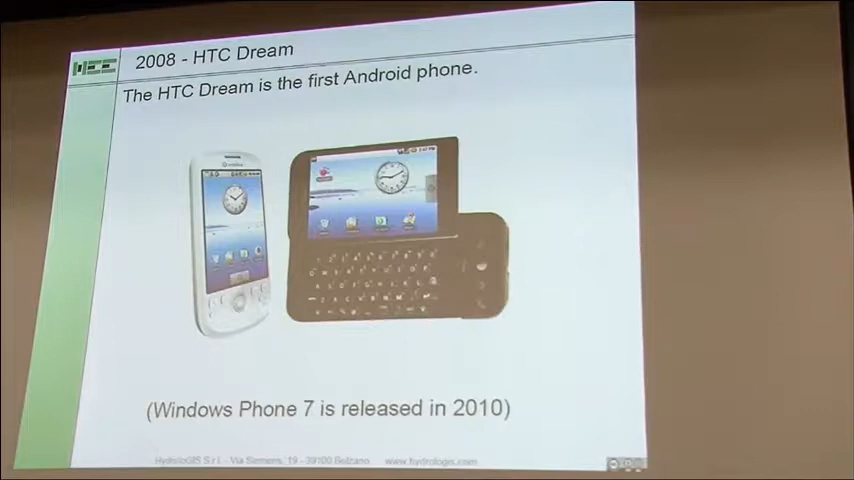 2008 - HTC Dream
The HTC Dream is the first Android phone.
(Windows Phone 7 is released in 2010)
HydroloGIS S.r.l. - Via Siemens, 19 - 39100 Bolzano www.hydrologis.com